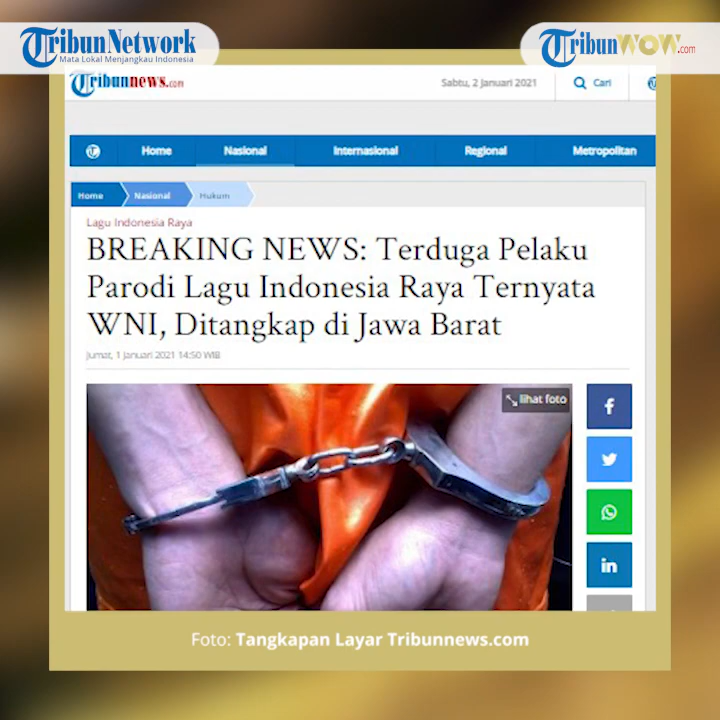 TribunNetwork
Mata Lokal Menjangkau Indonesia
TribunWOW.com
Tribunnews.com
Sabtu, 2 Januari 2021
Cari
Home Nasional Internasional Regional Metropolitan
Home Nasional Hukum
Lagu Indonesia Raya
BREAKING NEWS: Terduga Pelaku
Parodi Lagu Indonesia Raya Ternyata
WNI, Ditangkap di Jawa Barat
Jumat, 1 Januari 2021 14:50 WIB
lihat foto
Foto: Tangkapan Layar Tribunnews.com